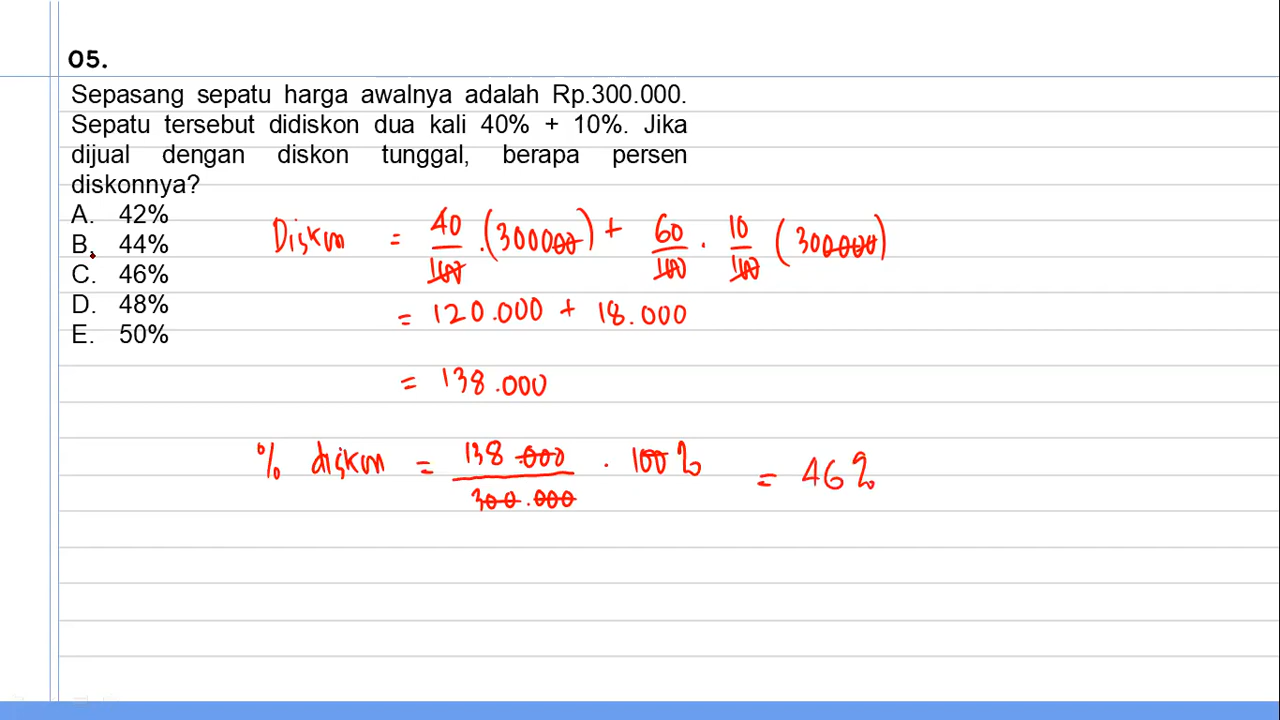 05.
Sepasang sepatu harga awalnya adalah Rp.300.000.
Sepatu tersebut didiskon dua kali 40% + 10%. Jika
dijual dengan diskon tunggal, berapa persen
diskonnya?
A. 42%
B. 44%
C. 46%
D. 48%
E. 50%
Diskon = 40/100 . (300000) + 60/100 . 10/100 (300000)
= 120.000 + 18.000
= 138.000
% diskon = 138.000/300.000 . 100% = 46%